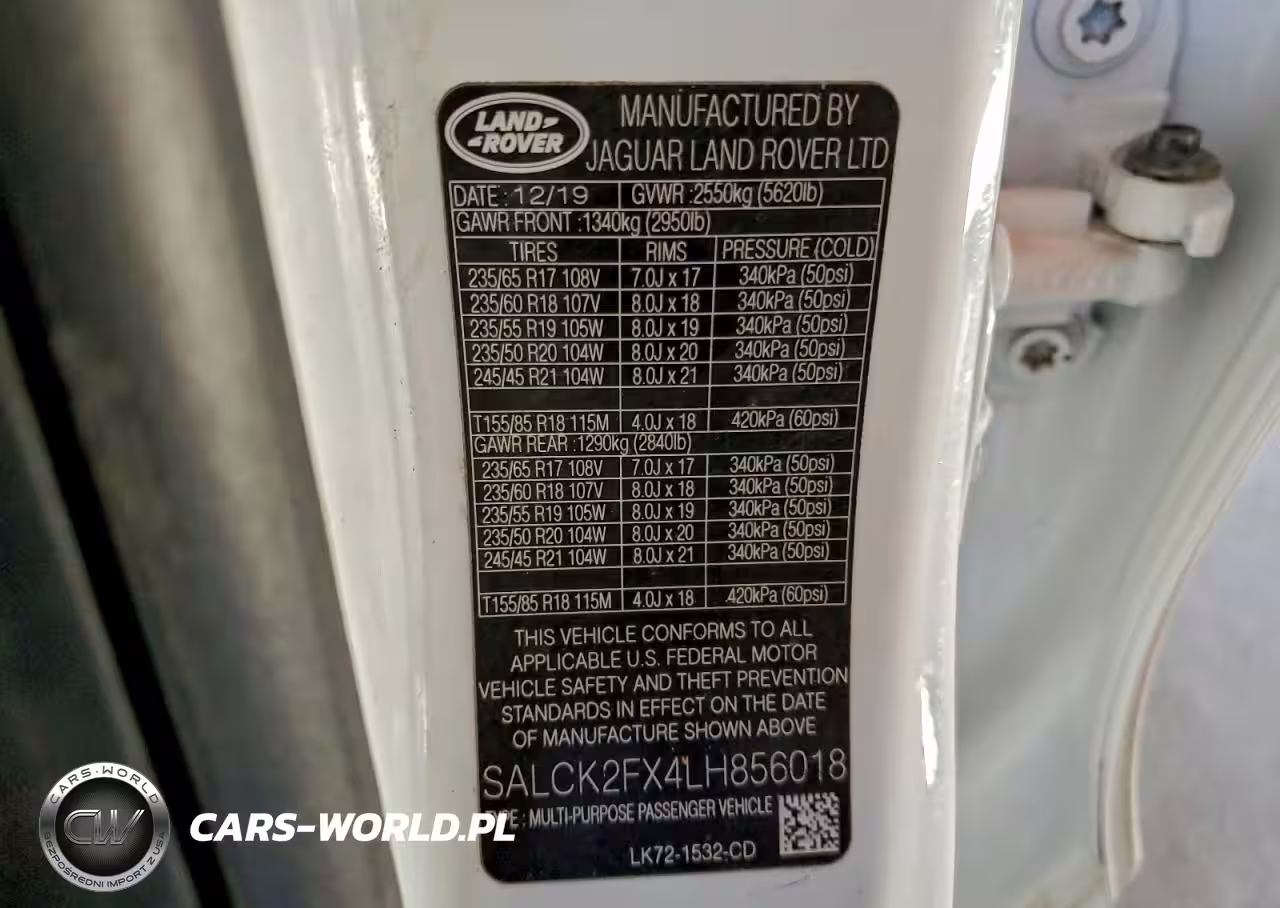 LAND-
-ROVER
MANUFACTURED BY
JAGUAR LAND ROVER LTD
DATE : 12/19 GVWR :2550kg (5620lb)
GAWR FRONT :1340kg (2950lb)
TIRES RIMS PRESSURE (COLD)
235/65 R17 108V 7.0J x 17 340kPa (50psi)
235/60 R18 107V 8.0J x 18 340kPa (50psi)
235/55 R19 105W 8.0J x 19 340kPa (50psi)
235/50 R20 104W 8.0J x 20 340kPa (50psi)
245/45 R21 104W 8.0J x 21 340kPa (50psi)
T155/85 R18 115M 4.0J x 18 420kPa (60psi)
GAWR REAR :1290kg (2840lb)
235/65 R17 108V 7.0J x 17 340kPa (50psi)
235/60 R18 107V 8.0J x 18 340kPa (50psi)
235/55 R19 105W 8.0J x 19 340kPa (50psi)
235/50 R20 104W 8.0J x 20 340kPa (50psi)
245/45 R21 104W 8.0J x 21 340kPa (50psi)
T155/85 R18 115M 4.0J x 18 420kPa (60psi)
THIS VEHICLE CONFORMS TO ALL
APPLICABLE U.S. FEDERAL MOTOR
VEHICLE SAFETY AND THEFT PREVENTION
STANDARDS IN EFFECT ON THE DATE
OF MANUFACTURE SHOWN ABOVE
SALCK2FX4LH856018
TYPE : MULTI-PURPOSE PASSENGER VEHICLE
LK72-1532-CD
CARS-WORLD
CW
BEZPOŚREDNI IMPORT Z USA
CARS-WORLD.PL